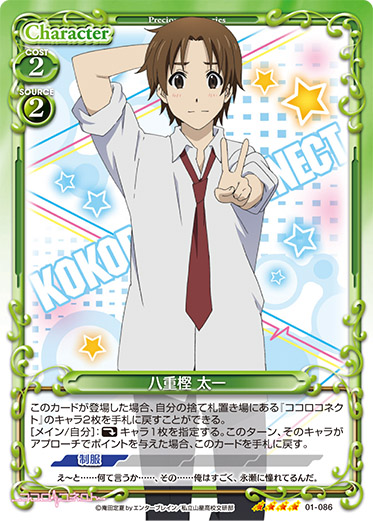 Precious Memories
Character
COST
2
SOURCE
2
KOKORO CONNECT
八重樫 太一
このカードが登場した場合、自分の捨て札置き場にある『ココロコネク
ト』のキャラ2枚を手札に戻すことができる。
[メイン/自分]: キャラ1枚を指定する。このターン、そのキャラが
アプローチでポイントを与えた場合、このカードを手札に戻す。
制服
え〜と……何て言うか……、その……俺はすごく、永瀬に憧れてるんだ。
ココロコネクト
©庵田定夏 byエンターブレイン/私立山星高校文研部
01-086